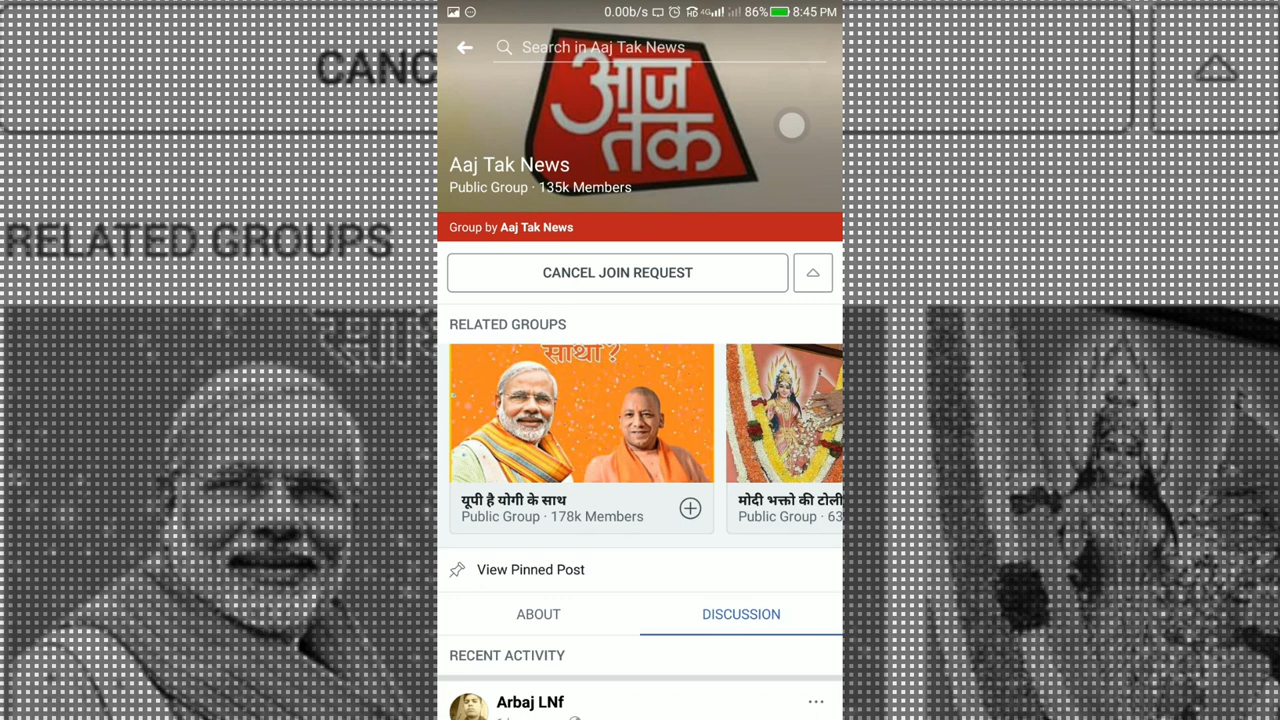 0.00b/s 4G 86% 8:45 PM
Search in Aaj Tak News
आज
तक
Aaj Tak News
Public Group · 135k Members
Group by Aaj Tak News
CANCEL JOIN REQUEST
RELATED GROUPS
साथ?
यूपी है योगी के साथ
Public Group · 178k Members
मोदी भक्तो की टोली
Public Group · 63
View Pinned Post
ABOUT
DISCUSSION
RECENT ACTIVITY
Arbaj LNf
CANC
RELATED GROUPS